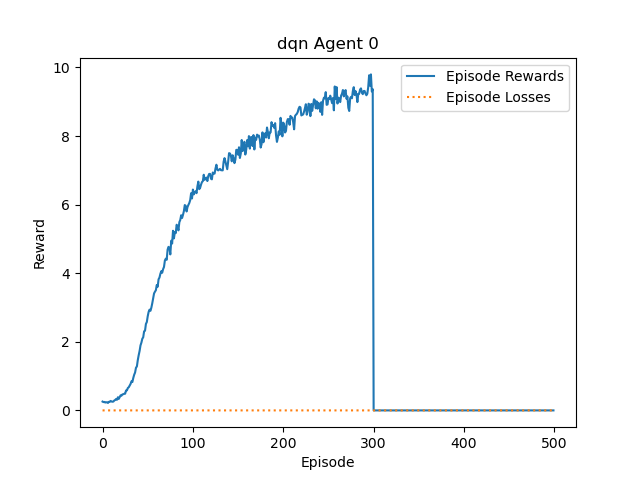 dqn Agent 0
Episode Rewards
Episode Losses
Reward
10
8
6
4
2
0
0 100 200 300 400 500
Episode